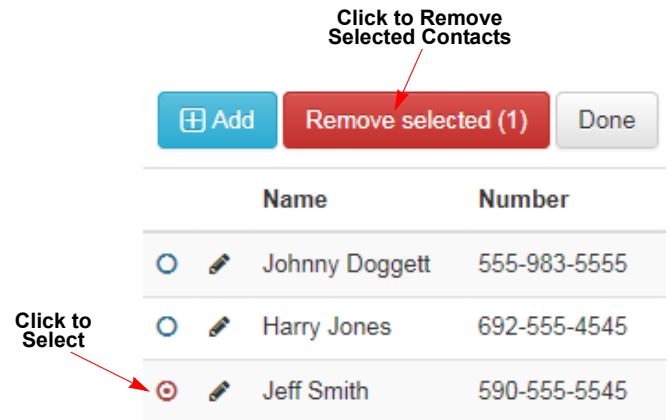 Click to Remove
Selected Contacts
Add
Remove selected (1)
Done
Name Number
Johnny Doggett 555-983-5555
Harry Jones 692-555-4545
Click to
Select
Jeff Smith 590-555-5545